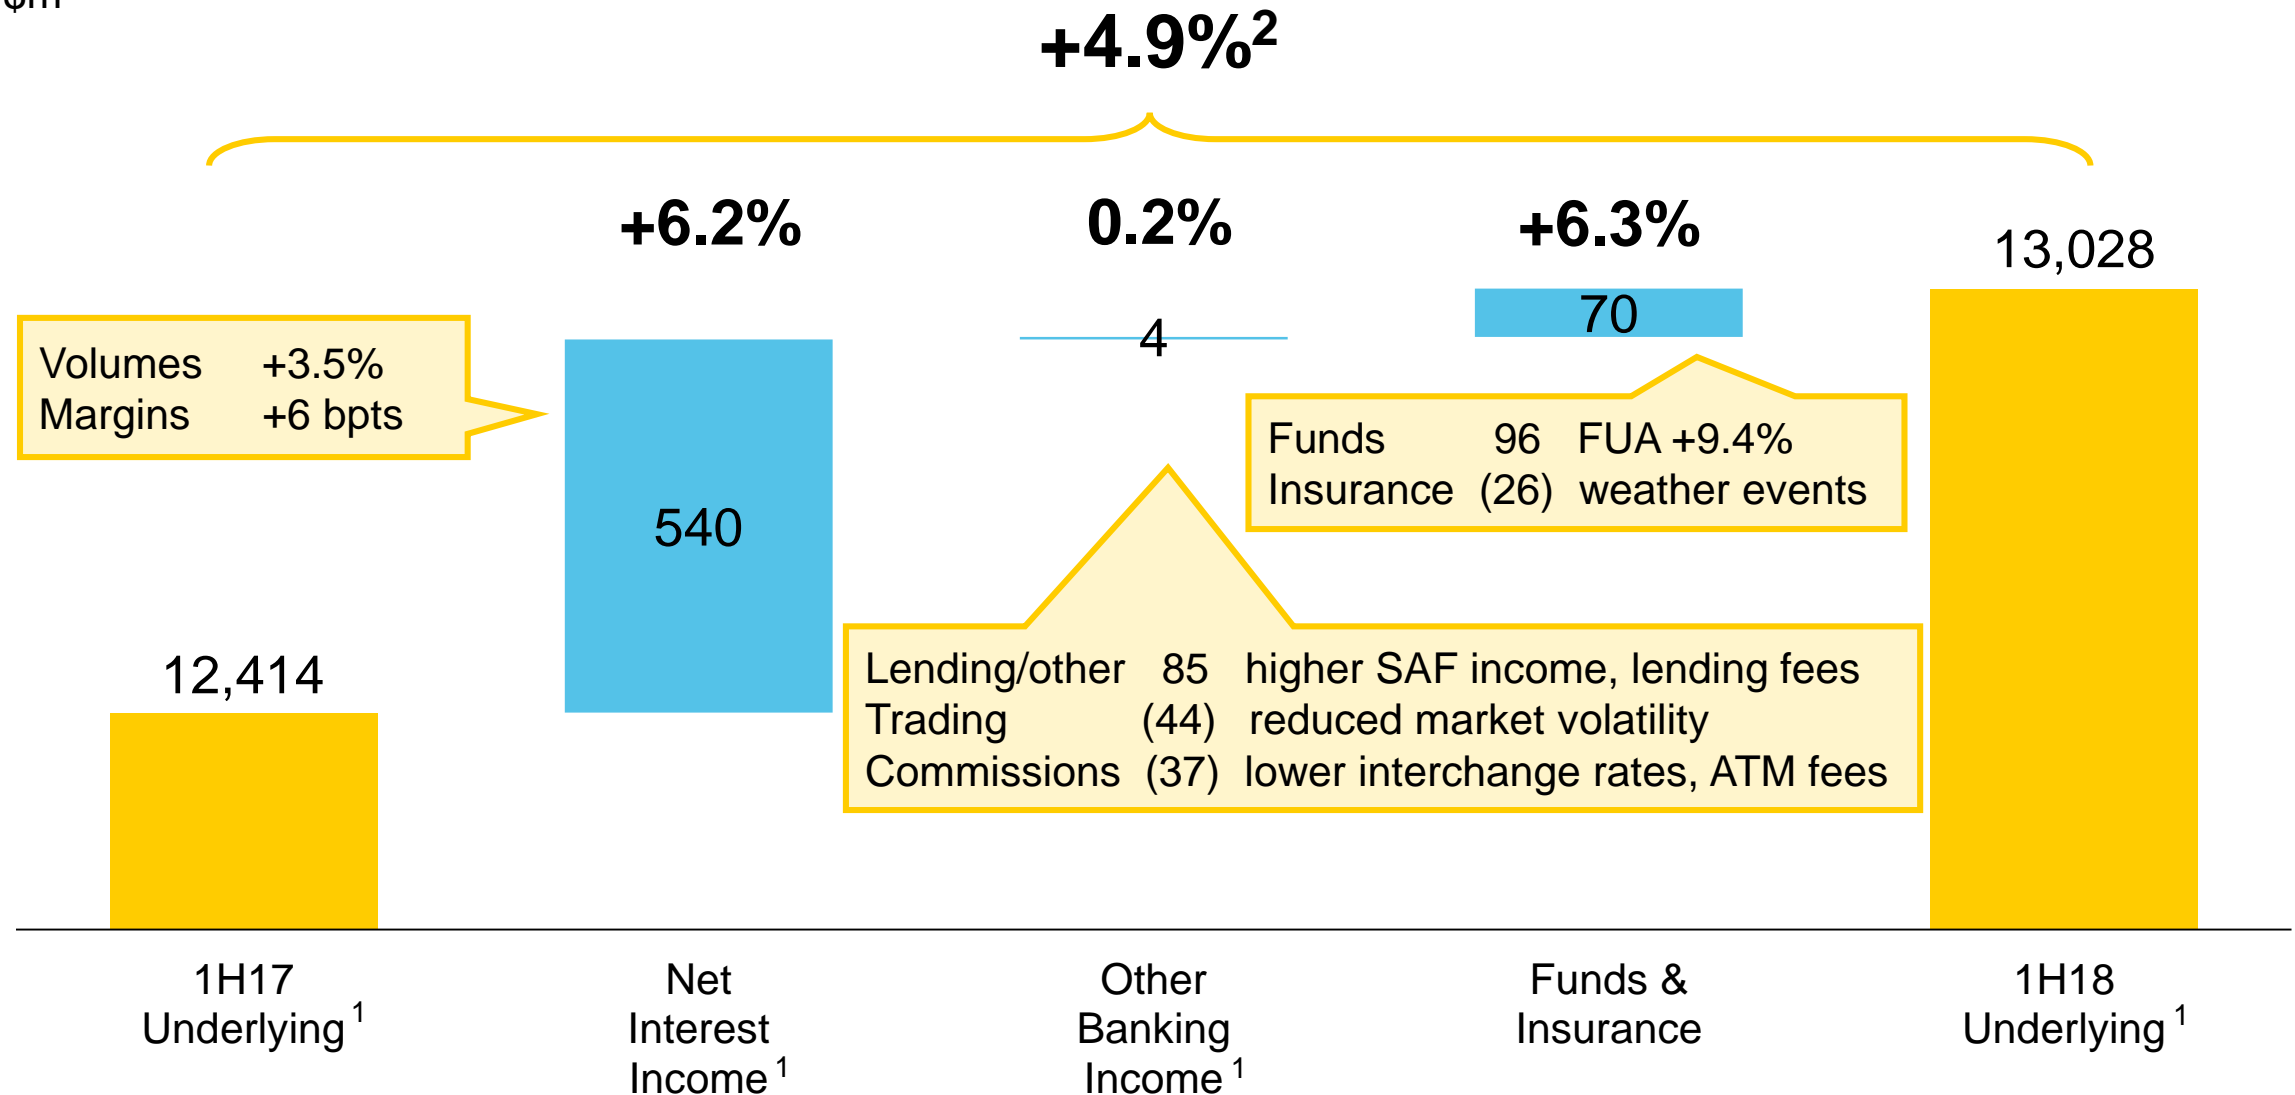 +4.9%2
+6.2% 0.2% +6.3%
13,028
70
4
Volumes +3.5%
Margins +6 bpts
Funds 96 FUA +9.4%
Insurance (26) weather events
540
12,414
Lending/other 85 higher SAF income, lending fees
Trading (44) reduced market volatility
Commissions (37) lower interchange rates, ATM fees
1H17
Underlying 1
Net
Interest
Income 1
Other
Banking
Income 1
Funds &
Insurance
1H18
Underlying 1